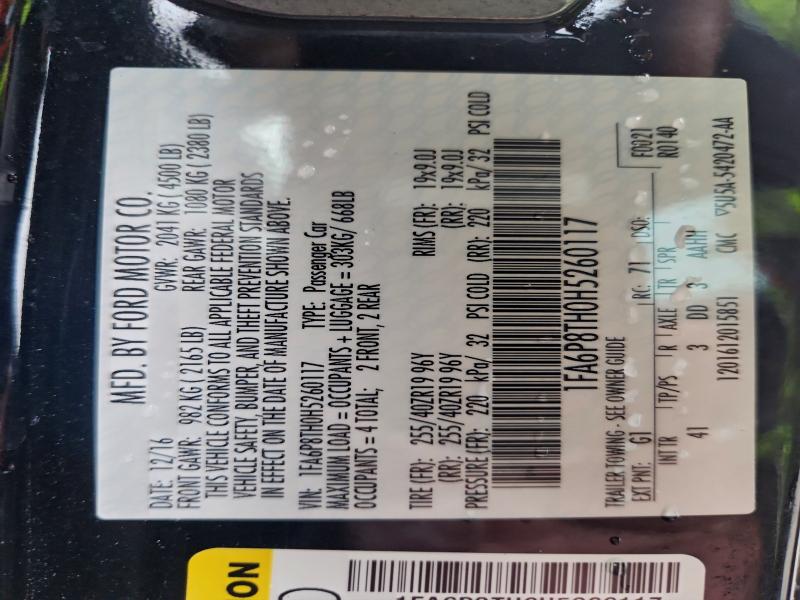 MFD. BY FORD MOTOR CO.
DATE: 12/16 GVWR: 2041 KG ( 4500 LB)
FRONT GAWR: 982 KG ( 2165 LB) REAR GAWR: 1080 KG ( 2380 LB)
THIS VEHICLE CONFORMS TO ALL APPLICABLE FEDERAL MOTOR
VEHICLE SAFETY, BUMPER, AND THEFT PREVENTION STANDARDS
IN EFFECT ON THE DATE OF MANUFACTURE SHOWN ABOVE.
VIN: 1FA6P8TH0H5260117 TYPE: Passenger Car
MAXIMUM LOAD = OCCUPANTS + LUGGAGE = 303KG/ 668LB
OCCUPANTS = 4 TOTAL; 2 FRONT, 2 REAR
TIRE (FR): 255/40ZR19 96Y RIMS (FR): 19x9.0J
(RR): 255/40ZR19 96Y (RR): 19x9.0J
PRESSURE (FR): 220 kPa/ 32 PSI COLD (RR): 220 kPa/ 32 PSI COLD
1FA6P8TH0H5260117
TRAILER TOWING - SEE OWNER GUIDE F0021
EXT PNT: G1 RC: 71 DSO: R0140
INT TR TP/PS R AXLE TR SPR
41 3 DD 3 AAHH
1201612015851 CNC 5U5A-5420472-AA
ON
1FA6P8TH0H5260117